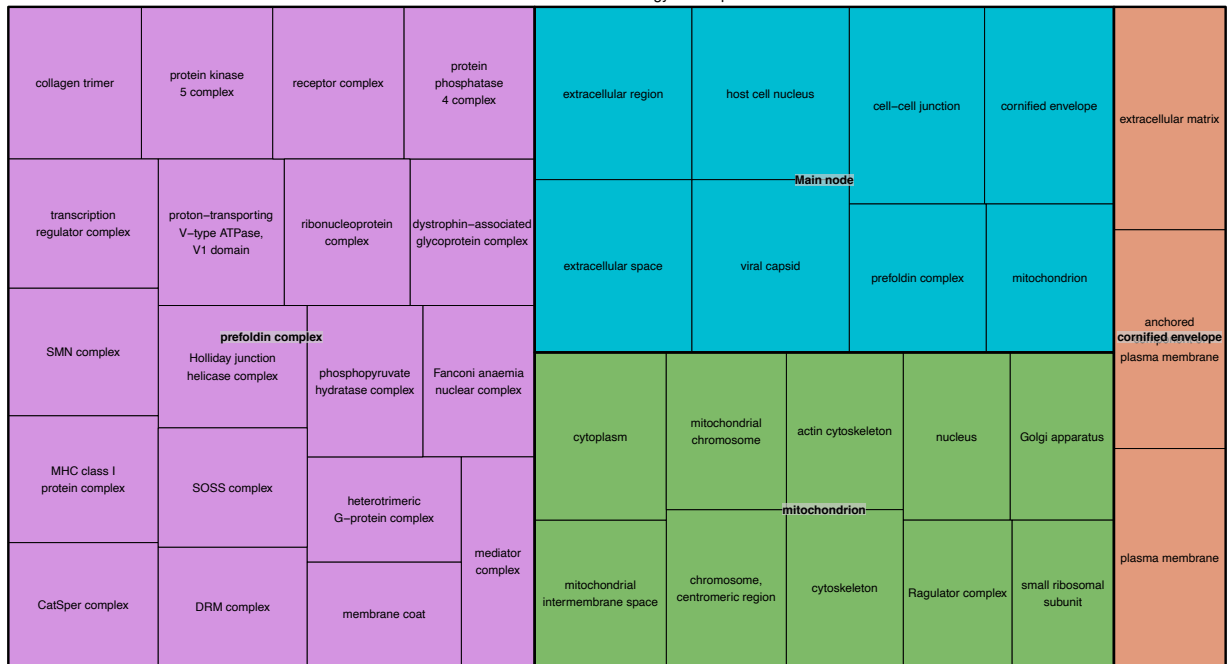 collagen trimer
protein kinase
5 complex
receptor complex
protein
phosphatase
4 complex
transcription
regulator complex
proton−transporting
V−type ATPase,
V1 domain
ribonucleoprotein
complex
dystrophin−associated
glycoprotein complex
SMN complex
prefoldin complex
Holliday junction
helicase complex
phosphopyruvate
hydratase complex
Fanconi anaemia
nuclear complex
MHC class I
protein complex
SOSS complex
heterotrimeric
G−protein complex
mediator
complex
CatSper complex
DRM complex
membrane coat
extracellular region
host cell nucleus
cell−cell junction
cornified envelope
Main node
extracellular space
viral capsid
prefoldin complex
mitochondrion
cytoplasm
mitochondrial
chromosome
actin cytoskeleton
nucleus
Golgi apparatus
mitochondrion
mitochondrial
intermembrane space
chromosome,
centromeric region
cytoskeleton
Ragulator complex
small ribosomal
subunit
extracellular matrix
anchored
cornified envelope
plasma membrane
plasma membrane